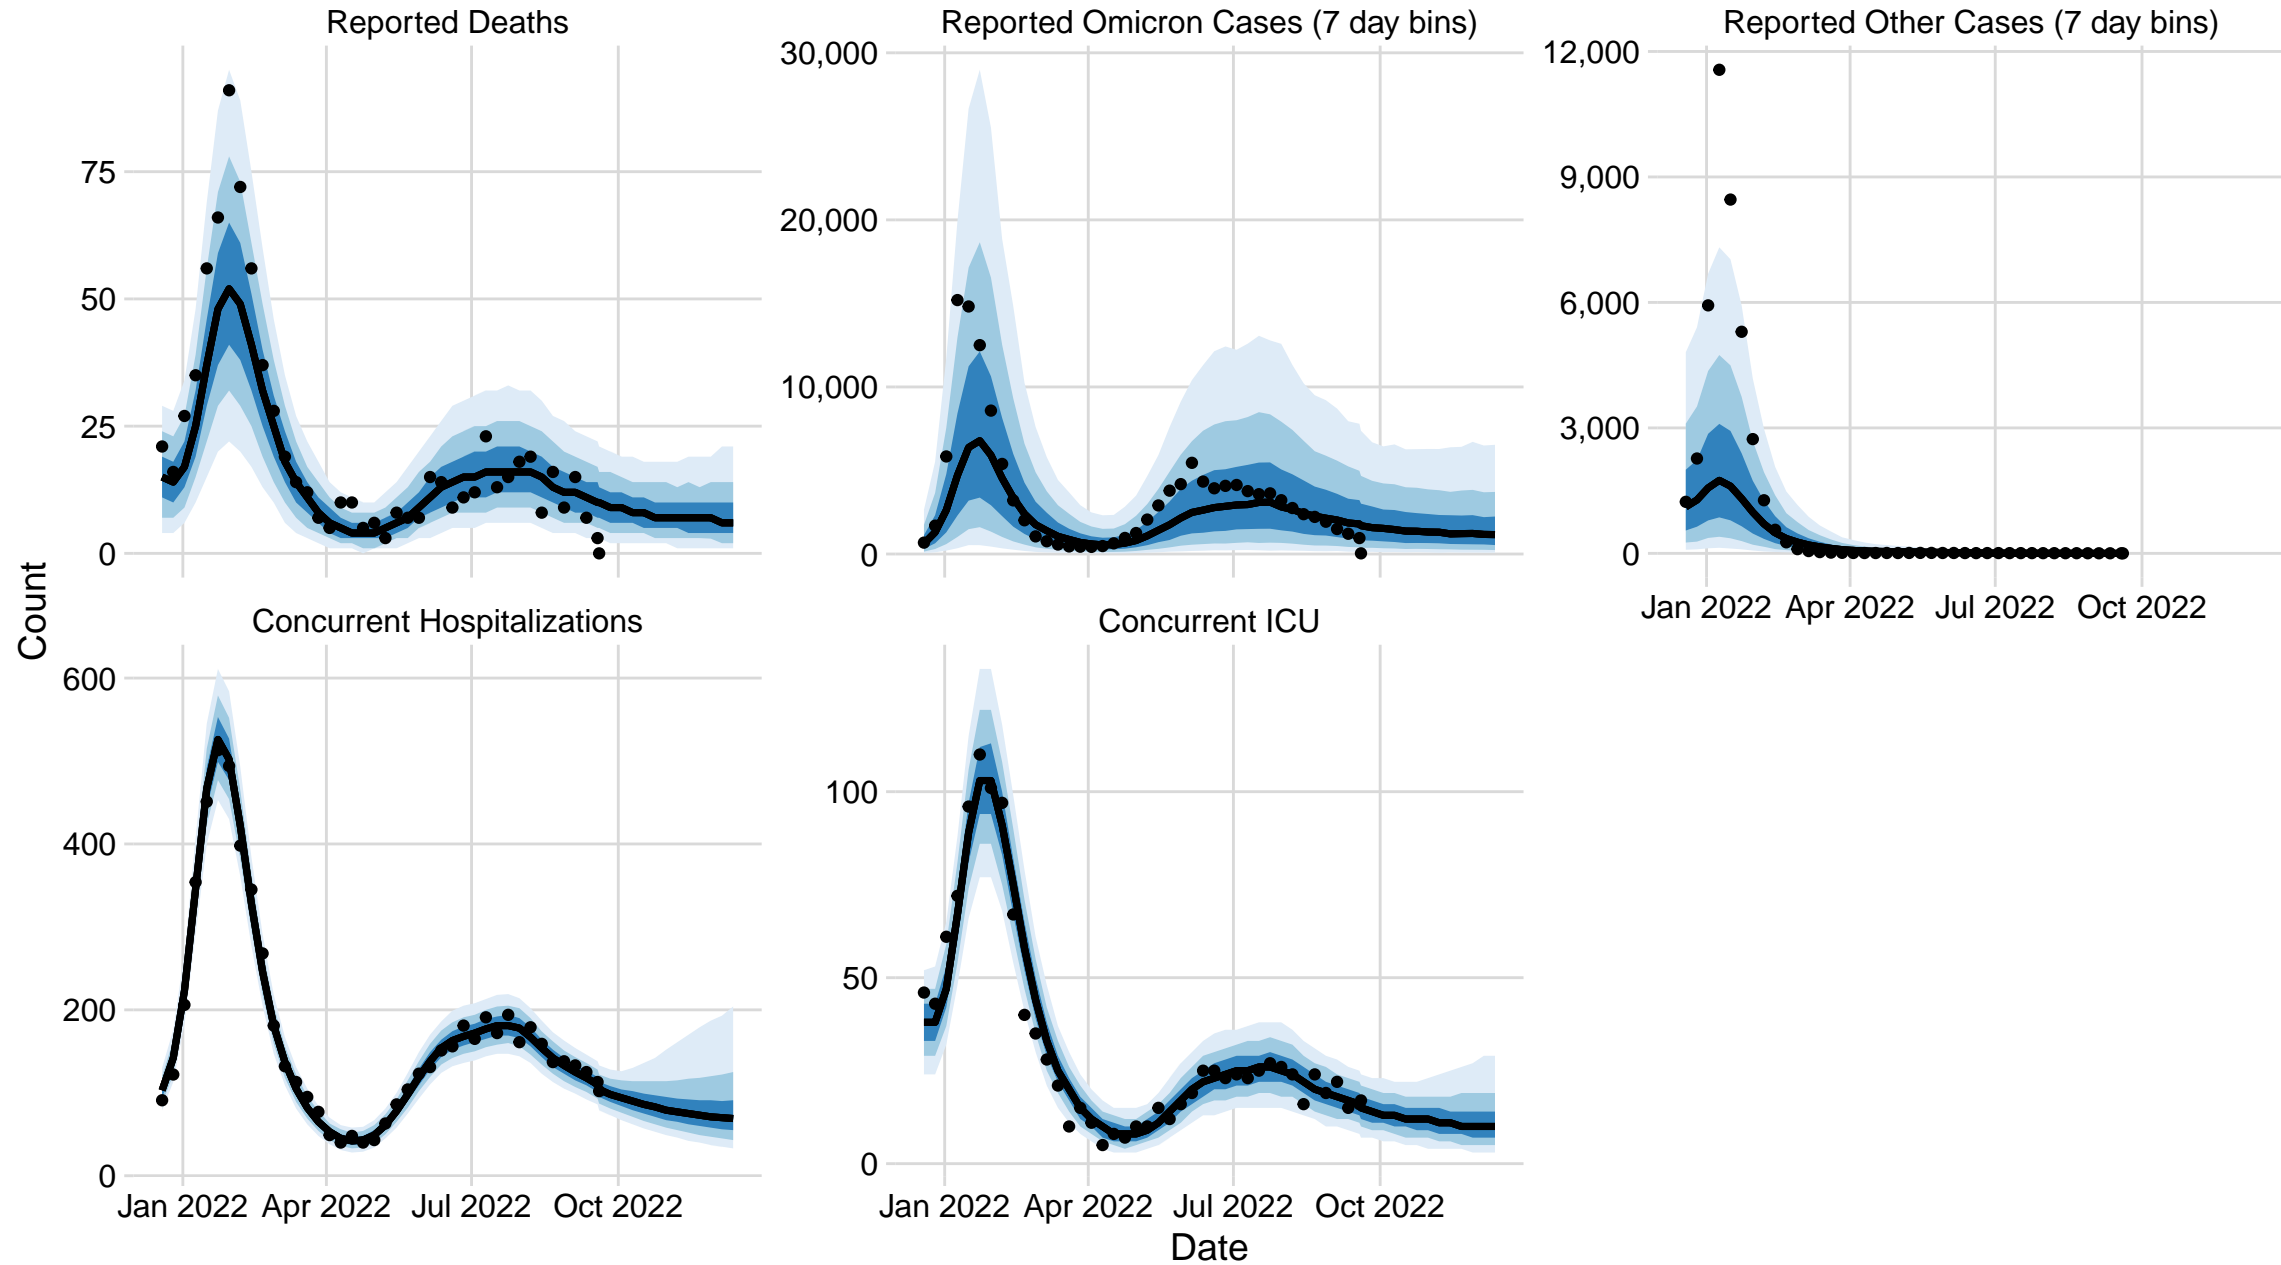 Reported Deaths
Reported Omicron Cases (7 day bins)
Reported Other Cases (7 day bins)
75
50
25
0
30,000
20,000
10,000
0
12,000
9,000
6,000
3,000
0
Jan 2022 Apr 2022 Jul 2022 Oct 2022
Count
Concurrent Hospitalizations
Concurrent ICU
600
400
200
0
100
50
0
Jan 2022 Apr 2022 Jul 2022 Oct 2022
Jan 2022 Apr 2022 Jul 2022 Oct 2022
Date